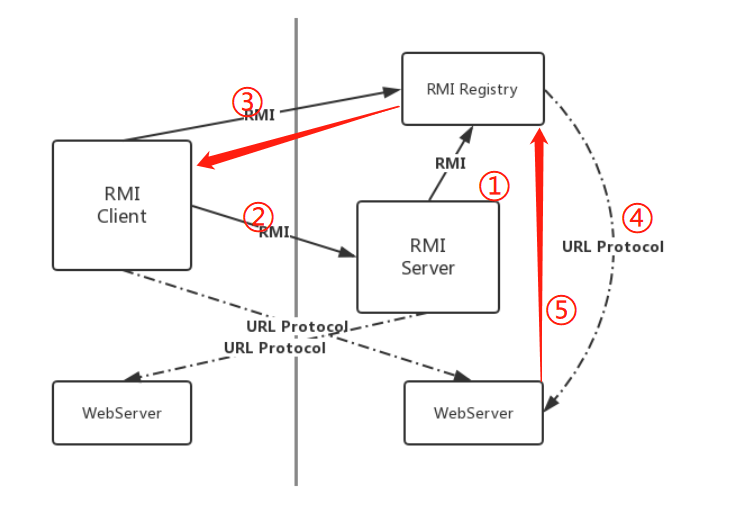 RMI Registry
③
RMI
RMI
①
RMI
Client
②
RMI
RMI
Server
④
URL Protocol
⑤
URL Protocol
URL Protocol
WebServer
WebServer